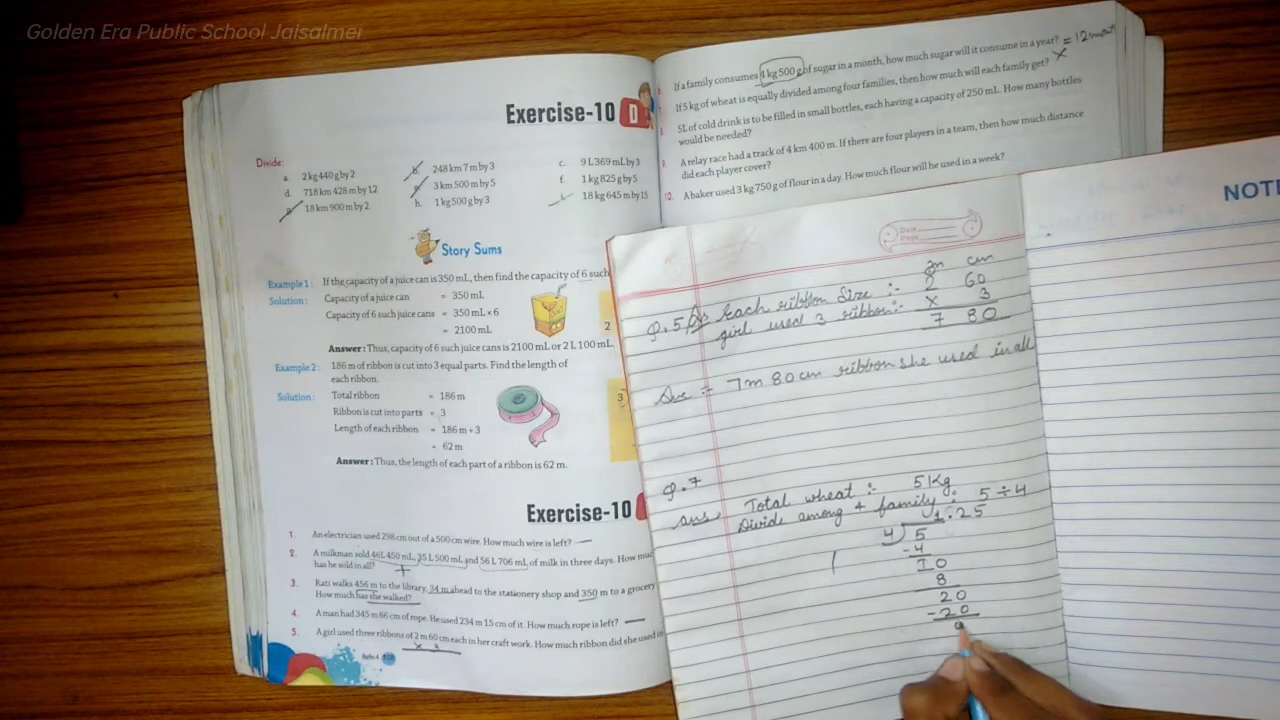 Golden Era Public School Jaisalmer
Exercise-10 D
Divide:
a. 2 kg 440 g by 2
b. 248 km 7 m by 3
c. 9 L 369 mL by 3
d. 718 km 428 m by 12
3 km 500 m by 5
f. 1 kg 825 g by 5
18 km 900 m by 2
h. 1 kg 500 g by 3
18 kg 645 m by 15
Story Sums
Example 1: If the capacity of a juice can is 350 mL, then find the capacity of 6 such
Solution: Capacity of a juice can = 350 mL
Capacity of 6 such juice cans = 350 mL × 6
= 2100 mL
Answer: Thus, capacity of 6 such juice cans is 2100 mL or 2 L 100 mL.
2
Example 2: 186 m of ribbon is cut into 3 equal parts. Find the length of
each ribbon.
Solution: Total ribbon = 186 m
Ribbon is cut into parts = 3
Length of each ribbon = 186 m ÷ 3
= 62 m
Answer: Thus, the length of each part of a ribbon is 62 m.
3
Exercise-10
1. An electrician used 298 cm out of a 500 cm wire. How much wire is left? —
2. A milkman sold 46 L 450 mL, 25 L 500 mL and 56 L 706 mL of milk in three days. How muc
has he sold in all? +
3. Rati walks 456 m to the library, 34 m ahead to the stationery shop and 350 m to a grocery
How much has she walked?
4. A man had 345 m 66 cm of rope. He used 234 m 15 cm of it. How much rope is left? —
5. A girl used three ribbons of 2 m 60 cm each in her craft work. How much ribbon did she used in
× 3
108
6. If a family consumes 4 kg 500 g of sugar in a month, how much sugar will it consume in a year? = 12 mont
×
If 5 kg of wheat is equally divided among four families, then how much will each family get?
8. 5L of cold drink is to be filled in small bottles, each having a capacity of 250 mL. How many bottles
would be needed?
9. A relay race had a track of 4 km 400 m. If there are four players in a team, then how much distance
did each player cover?
10. A baker used 3 kg 750 g of flour in a day. How much flour will he used in a week?
Date
Page
m cm
Q.5 Ans Each ribbon Size :- 2 60
girl used 3 ribbon:- × 3
7 80
Ans := 7m 80 cm ribbon she used in all
Q.7
ans. Total wheat :- 5 Kg
Divide among 4 family :- 5 ÷ 4
1.25
4 5
-4
10
8
20
-20
0
NOTE